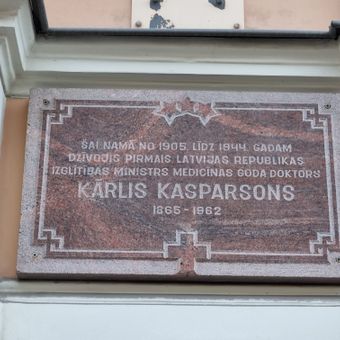 ŠAI NAMĀ NO 1905. LĪDZ 1944. GADAM
DZĪVOJIS PIRMAIS LATVIJAS REPUBLIKAS
IZGLĪTĪBAS MINISTRS MEDICĪNAS GODA DOKTORS
KĀRLIS KASPARSONS
1865-1962